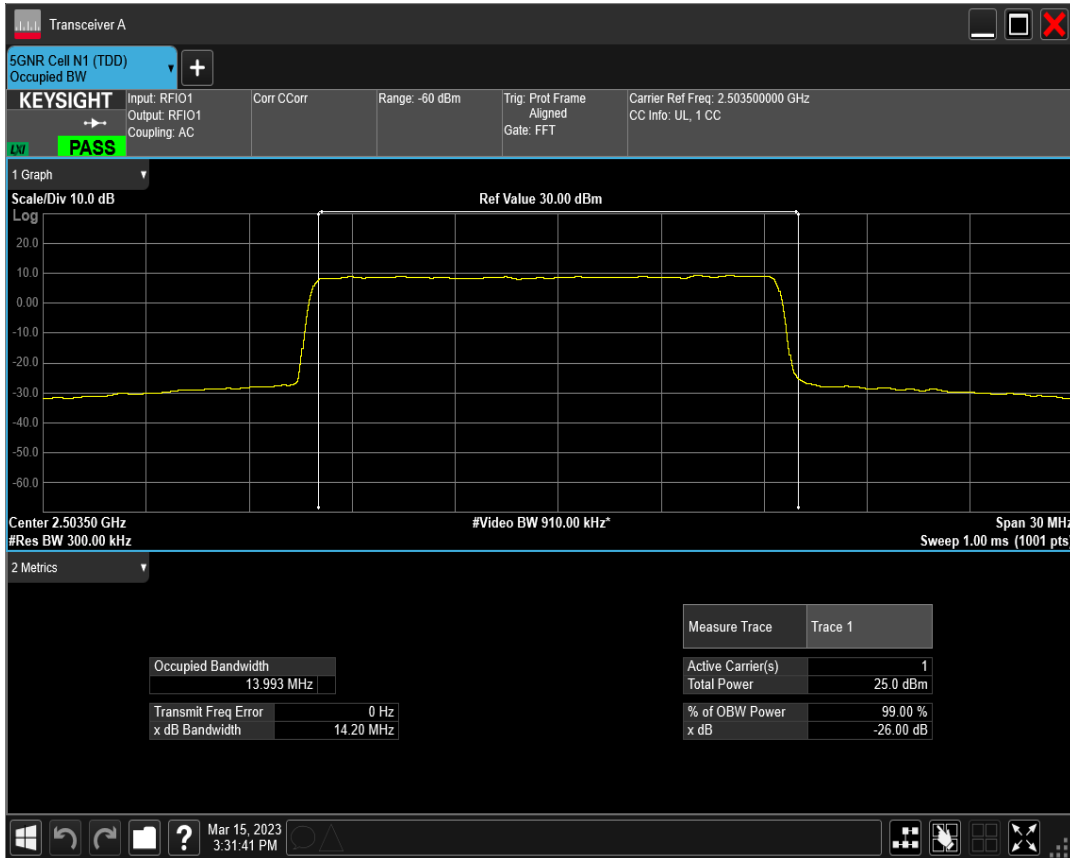 Transceiver A
5GNR Cell N1 (TDD)
Occupied BW
+
KEYSIGHT
LXI
PASS
Input: RFIO1
Output: RFIO1
Coupling: AC
Corr CCorr
Range: -60 dBm
Trig: Prot Frame
Aligned
Gate: FFT
Carrier Ref Freq: 2.503500000 GHz
CC Info: UL, 1 CC
1 Graph
Scale/Div 10.0 dB
Ref Value 30.00 dBm
Log
20.0
10.0
0.00
-10.0
-20.0
-30.0
-40.0
-50.0
-60.0
Center 2.50350 GHz
#Video BW 910.00 kHz*
Span 30 MHz
#Res BW 300.00 kHz
Sweep 1.00 ms (1001 pts)
2 Metrics
Measure Trace Trace 1
Occupied Bandwidth
13.993 MHz
Active Carrier(s) 1
Total Power 25.0 dBm
Transmit Freq Error 0 Hz
x dB Bandwidth 14.20 MHz
% of OBW Power 99.00 %
x dB -26.00 dB
?
Mar 15, 2023
3:31:41 PM